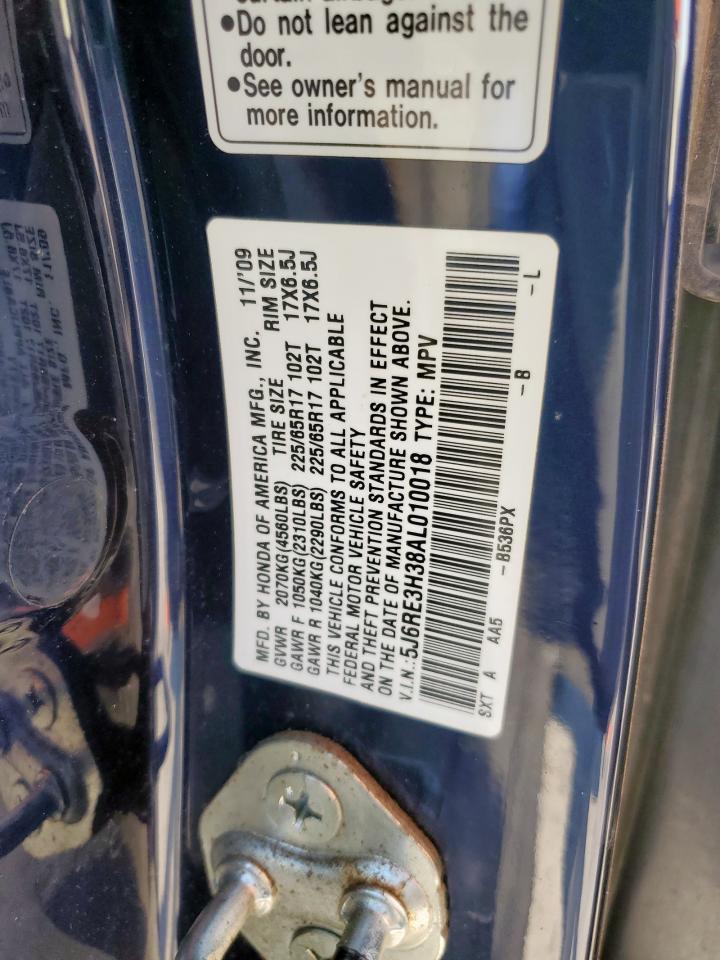 •Do not lean against the
door.
•See owner's manual for
more information.
MFD. BY HONDA OF AMERICA MFG., INC. 11/'09
GVWR 2070KG(4560LBS) TIRE SIZE RIM SIZE
GAWR F 1050KG(2310LBS) 225/65R17 102T 17X6.5J
GAWR R 1040KG(2290LBS) 225/65R17 102T 17X6.5J
THIS VEHICLE CONFORMS TO ALL APPLICABLE
FEDERAL MOTOR VEHICLE SAFETY
AND THEFT PREVENTION STANDARDS IN EFFECT
ON THE DATE OF MANUFACTURE SHOWN ABOVE.
V.I.N.:5J6RE3H38AL010018 TYPE: MPV
SXT A AA5 -B536PX -B -L